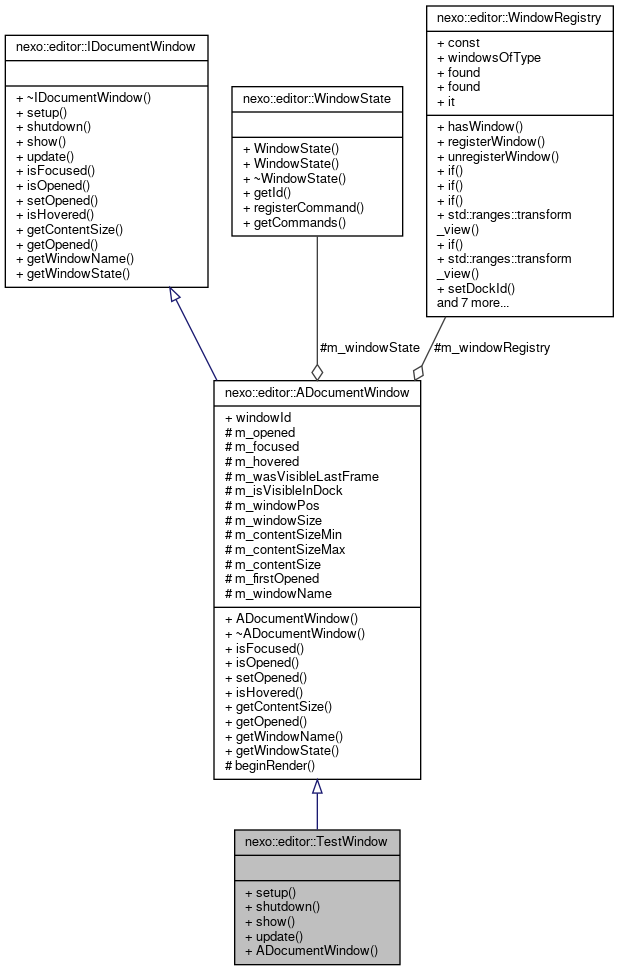 nexo::editor::IDocumentWindow
+ ~IDocumentWindow()
+ setup()
+ shutdown()
+ show()
+ update()
+ isFocused()
+ isOpened()
+ setOpened()
+ isHovered()
+ getContentSize()
+ getOpened()
+ getWindowName()
+ getWindowState()
nexo::editor::WindowState
+ WindowState()
+ WindowState()
+ ~WindowState()
+ getId()
+ registerCommand()
+ getCommands()
nexo::editor::WindowRegistry
+ const
+ windowsOfType
+ found
+ found
+ it
+ hasWindow()
+ registerWindow()
+ unregisterWindow()
+ if()
+ if()
+ if()
+ std::ranges::transform
_view()
+ if()
+ std::ranges::transform
_view()
+ setDockId()
and 7 more...
#m_windowState
#m_windowRegistry
nexo::editor::ADocumentWindow
+ windowId
# m_opened
# m_focused
# m_hovered
# m_wasVisibleLastFrame
# m_isVisibleInDock
# m_windowPos
# m_windowSize
# m_contentSizeMin
# m_contentSizeMax
# m_contentSize
# m_firstOpened
# m_windowName
+ ADocumentWindow()
+ ~ADocumentWindow()
+ isFocused()
+ isOpened()
+ setOpened()
+ isHovered()
+ getContentSize()
+ getOpened()
+ getWindowName()
+ getWindowState()
# beginRender()
nexo::editor::TestWindow
+ setup()
+ shutdown()
+ show()
+ update()
+ ADocumentWindow()